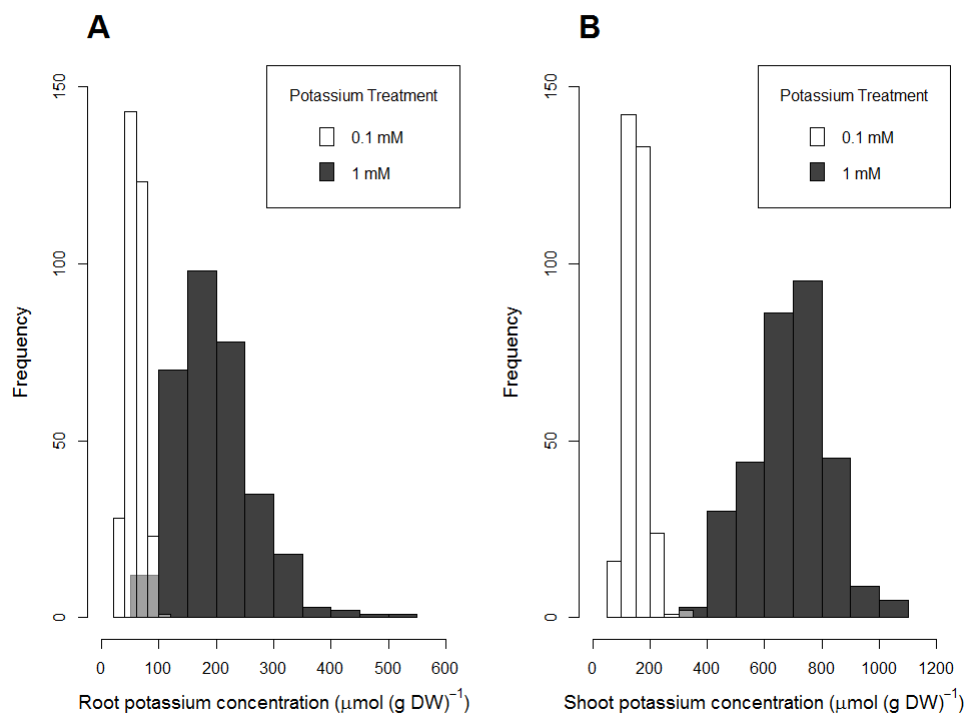 A
Potassium Treatment
0.1 mM
1 mM
Frequency
0
50
100
150
0 100 200 300 400 500 600
Root potassium concentration (μmol (g DW)⁻¹
B
Potassium Treatment
0.1 mM
1 mM
Frequency
0
50
100
150
0 200 400 600 800 1000 1200
Shoot potassium concentration (μmol (g DW)⁻¹